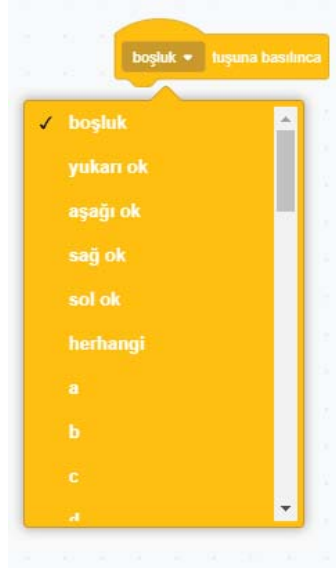 boşluk tuşuna basılınca
✓ boşluk
yukarı ok
aşağı ok
sağ ok
sol ok
herhangi
a
b
c
d